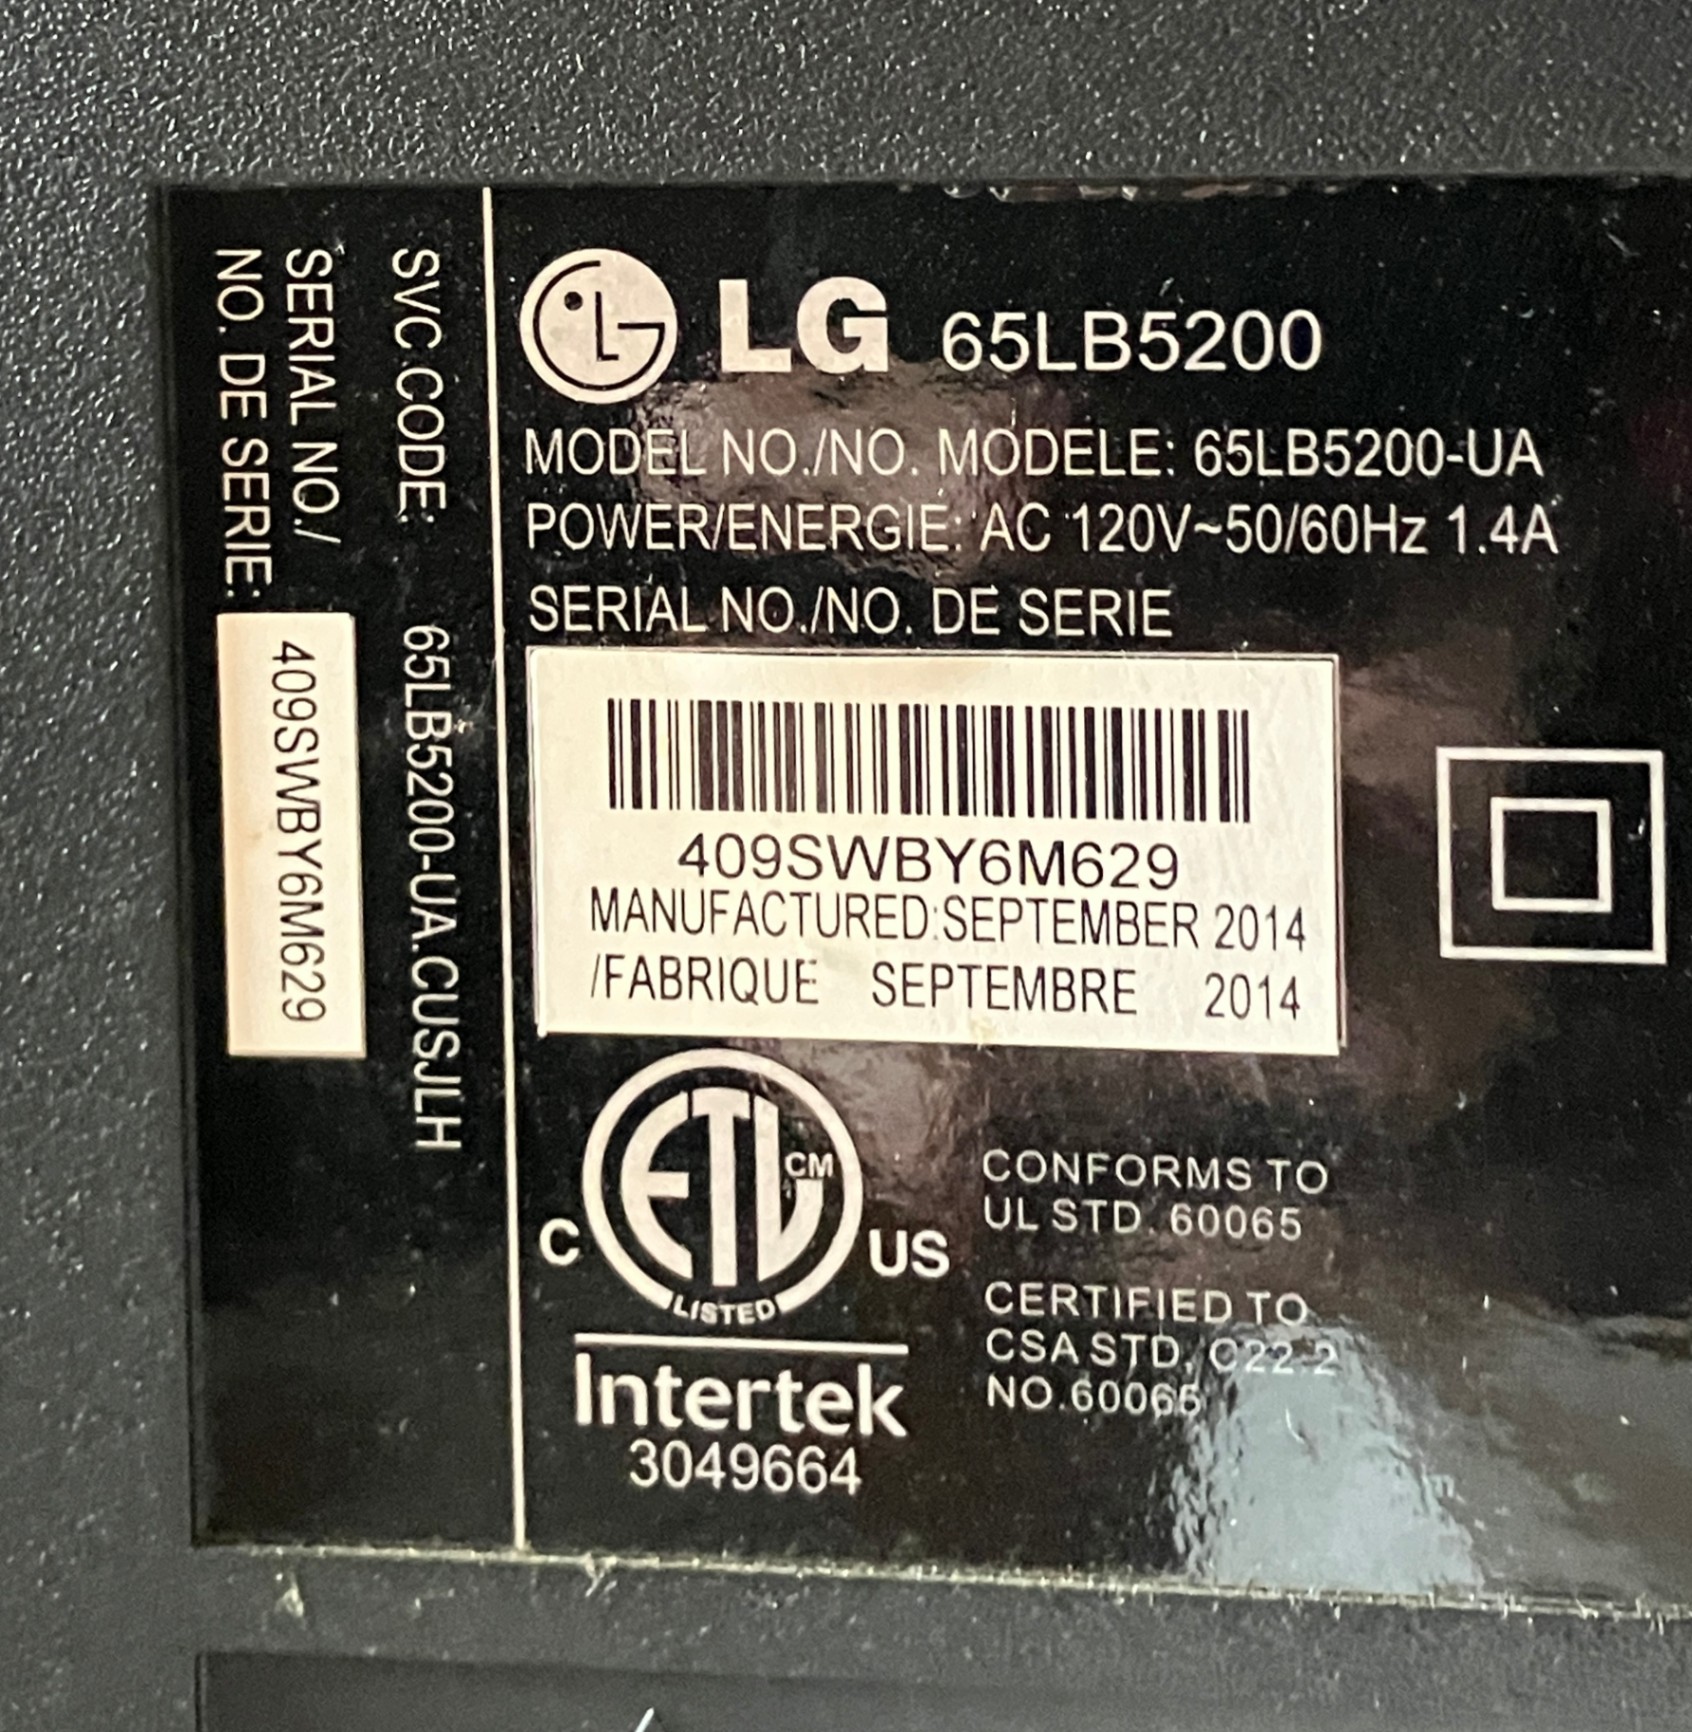 SERIAL NO./
NO. DE SERIE:
409SWBY6M629
SVC CODE: 65LB5200-UA.CUSJLH
LG 65LB5200
MODEL NO./NO. MODELE: 65LB5200-UA
POWER/ENERGIE: AC 120V~50/60Hz 1.4A
SERIAL NO./NO. DE SERIE
409SWBY6M629
MANUFACTURED:SEPTEMBER 2014
/FABRIQUE SEPTEMBRE 2014
ETL CM
C US
LISTED
Intertek
3049664
CONFORMS TO
UL STD. 60065
CERTIFIED TO
CSA STD. C22.2
NO.60065